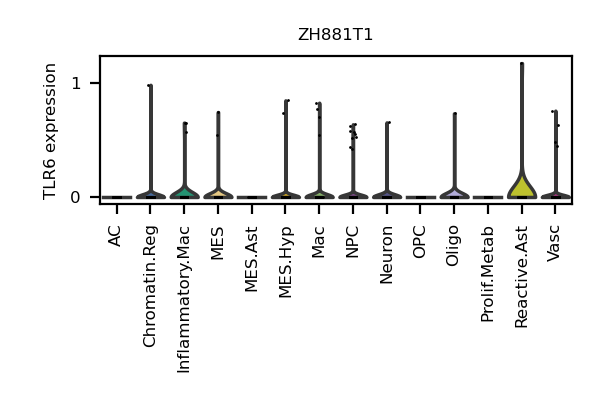 ZH881T1
TLR6 expression
1
0
AC
Chromatin.Reg
Inflammatory.Mac
MES
MES.Ast
MES.Hyp
Mac
NPC
Neuron
OPC
Oligo
Prolif.Metab
Reactive.Ast
Vasc